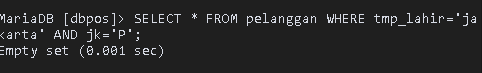 MariaDB [dbpos]> SELECT * FROM pelanggan WHERE tmp_lahir='ja
karta' AND jk='P';
Empty set (0.001 sec)